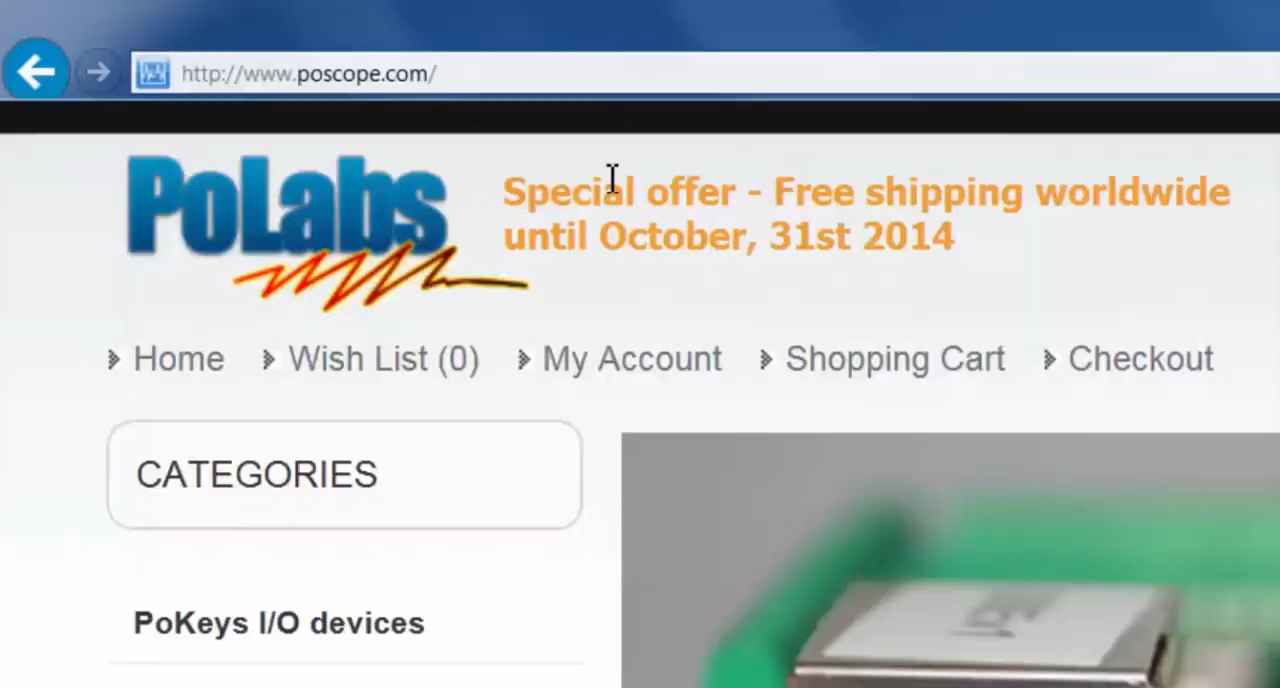 http://www.poscope.com/
PoLabs
Special offer - Free shipping worldwide
until October, 31st 2014
Home Wish List (0) My Account Shopping Cart Checkout
CATEGORIES
PoKeys I/O devices